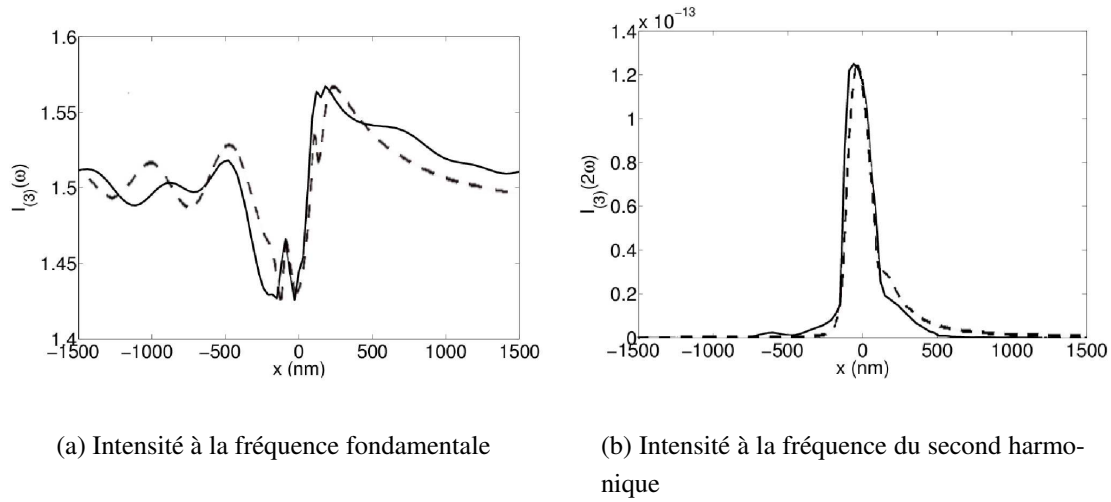 1.6
1.55
1.5
1.45
1.4
I(3)(ω)
−1500 −1000 −500 0 500 1000 1500
x (nm)
1.4 x 10−13
1.2
1
0.8
0.6
0.4
0.2
0
I(3)(2ω)
−1500 −1000 −500 0 500 1000 1500
x (nm)
(a) Intensité à la fréquence fondamentale
(b) Intensité à la fréquence du second harmo-
nique